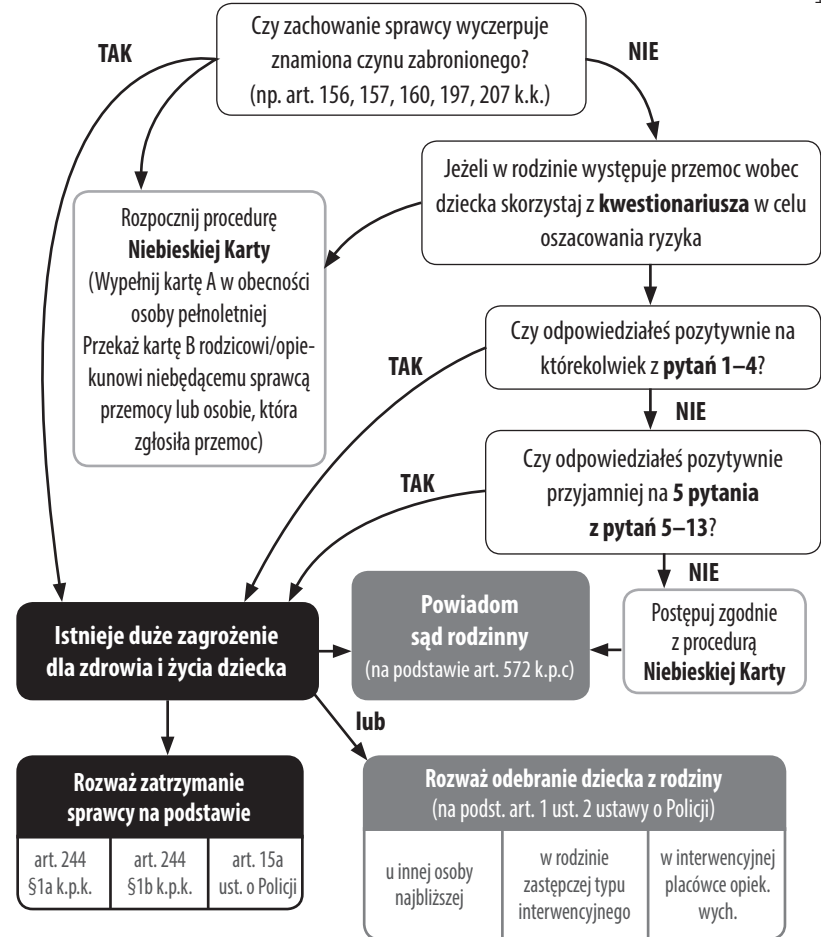 Czy zachowanie sprawcy wyczerpuje
znamiona czynu zabronionego?
(np. art. 156, 157, 160, 197, 207 k.k.)
TAK
NIE
Jeżeli w rodzinie występuje przemoc wobec
dziecka skorzystaj z kwestionariusza w celu
oszacowania ryzyka
Rozpocznij procedurę
Niebieskiej Karty
(Wypełnij kartę A w obecności
osoby pełnoletniej
Przekaż kartę B rodzicowi/opie-
kunowi niebędącemu sprawcą
przemocy lub osobie, która
zgłosiła przemoc)
Czy odpowiedziałeś pozytywnie na
którekolwiek z pytań 1–4?
TAK
NIE
Czy odpowiedziałeś pozytywnie
przyjamniej na 5 pytania
z pytań 5–13?
TAK
NIE
Postępuj zgodnie
z procedurą
Niebieskiej Karty
Powiadom
sąd rodzinny
(na podstawie art. 572 k.p.c)
Istnieje duże zagrożenie
dla zdrowia i życia dziecka
lub
Rozważ zatrzymanie
sprawcy na podstawie
art. 244
§1a k.p.k.
art. 244
§1b k.p.k.
art. 15a
ust. o Policji
Rozważ odebranie dziecka z rodziny
(na podst. art. 1 ust. 2 ustawy o Policji)
u innej osoby
najbliższej
w rodzinie
zastępczej typu
interwencyjnego
w interwencyjnej
placówce opiek.
wych.